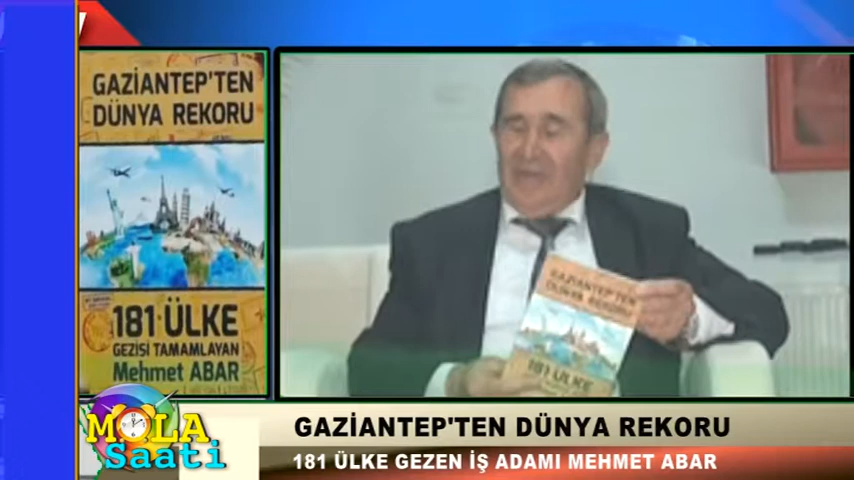 GAZİANTEP'TEN
DÜNYA REKORU
181 ÜLKE
GEZİSİ TAMAMLAYAN
Mehmet ABAR
GAZİANTEP'TEN
DÜNYA REKORU
181 ÜLKE
MOLA
Saati
GAZİANTEP'TEN DÜNYA REKORU
181 ÜLKE GEZEN İŞ ADAMI MEHMET ABAR